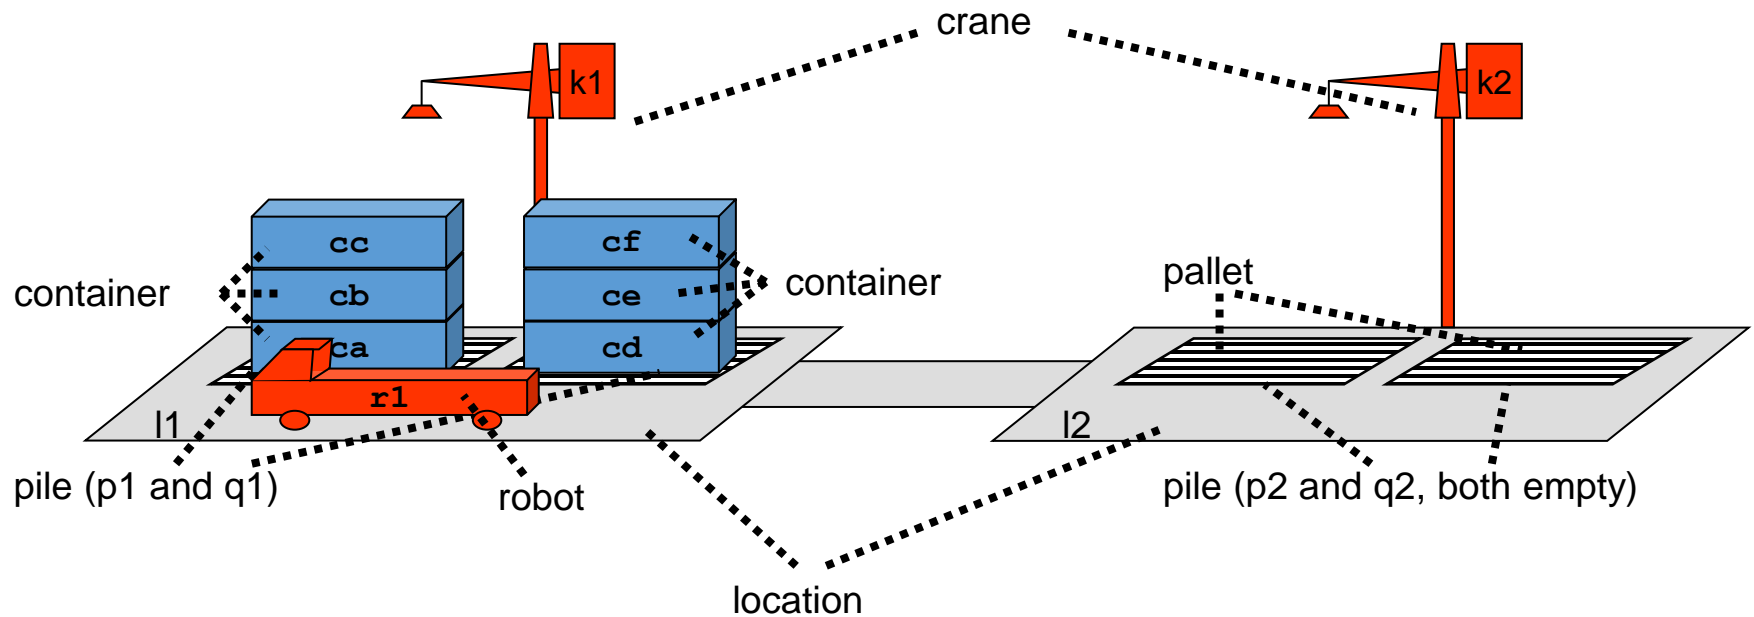 crane
k1
k2
cc
cf
container
cb
ce
container
pallet
ca
cd
r1
l1
l2
pile (p1 and q1)
robot
pile (p2 and q2, both empty)
location